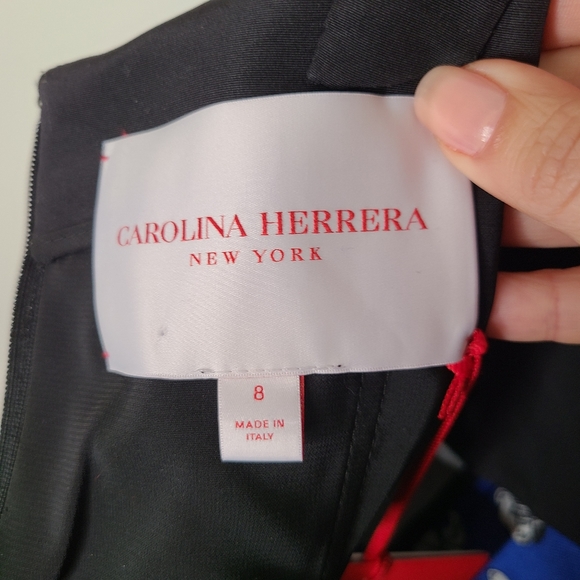 CAROLINA HERRERA
NEW YORK
8
MADE IN
ITALY